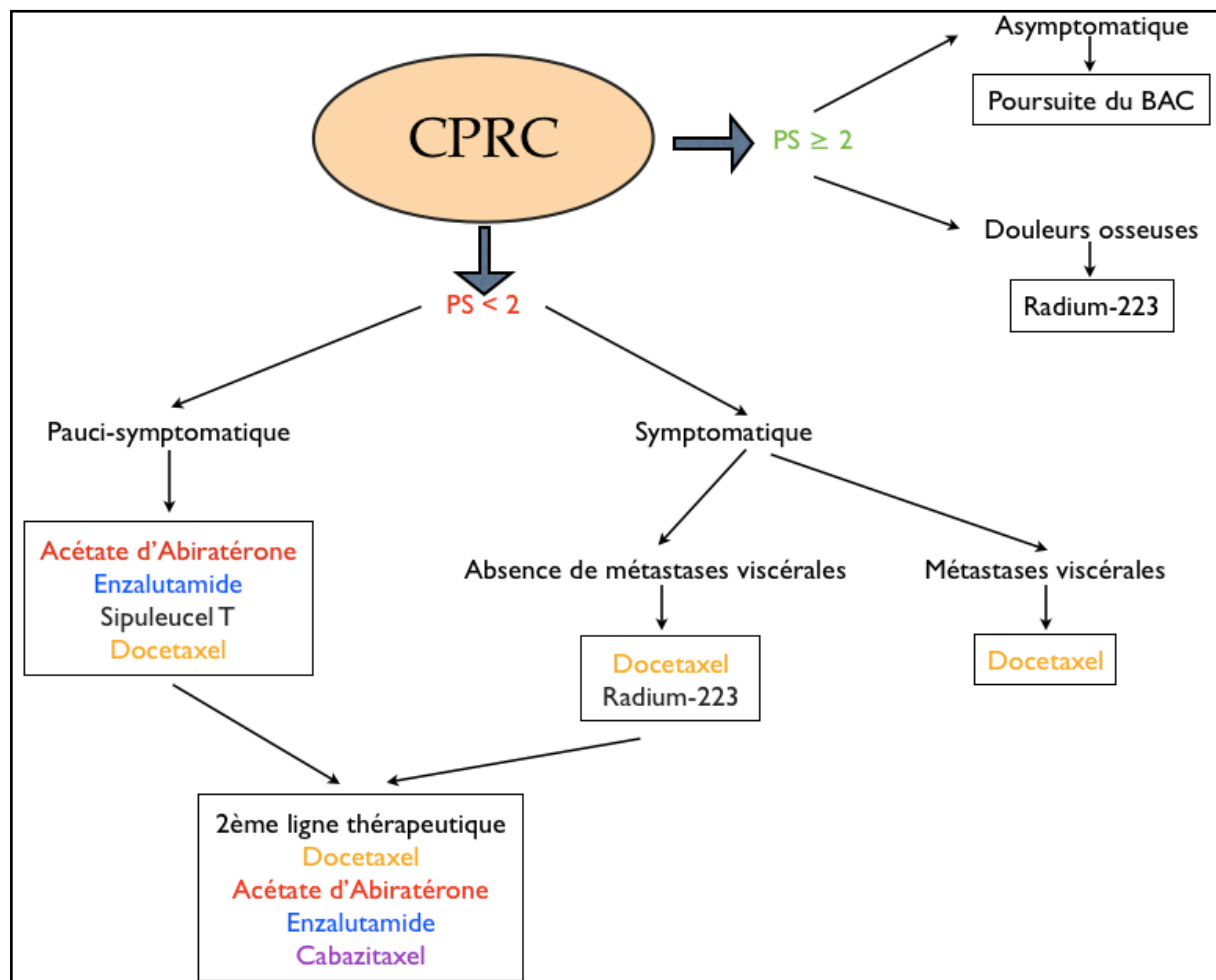 CPRC
PS ≥ 2
Asymptomatique
Poursuite du BAC
Douleurs osseuses
Radium-223
PS < 2
Pauci-symptomatique
Acétate d'Abiratérone
Enzalutamide
Sipuleucel T
Docetaxel
Symptomatique
Absence de métastases viscérales
Docetaxel
Radium-223
Métastases viscérales
Docetaxel
2ème ligne thérapeutique
Docetaxel
Acétate d'Abiratérone
Enzalutamide
Cabazitaxel